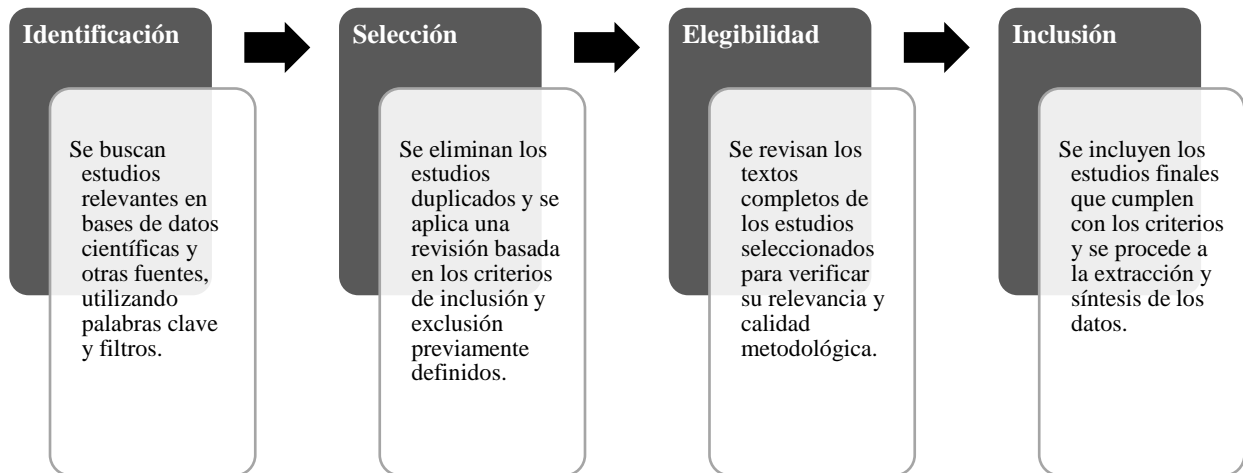 Identificación
Se buscan
estudios
relevantes en
bases de datos
científicas y
otras fuentes,
utilizando
palabras clave
y filtros.
Selección
Se eliminan los
estudios
duplicados y se
aplica una
revisión basada
en los criterios
de inclusión y
exclusión
previamente
definidos.
Elegibilidad
Se revisan los
textos
completos de
los estudios
seleccionados
para verificar
su relevancia y
calidad
metodológica.
Inclusión
Se incluyen los
estudios finales
que cumplen
con los criterios
y se procede a
la extracción y
síntesis de los
datos.